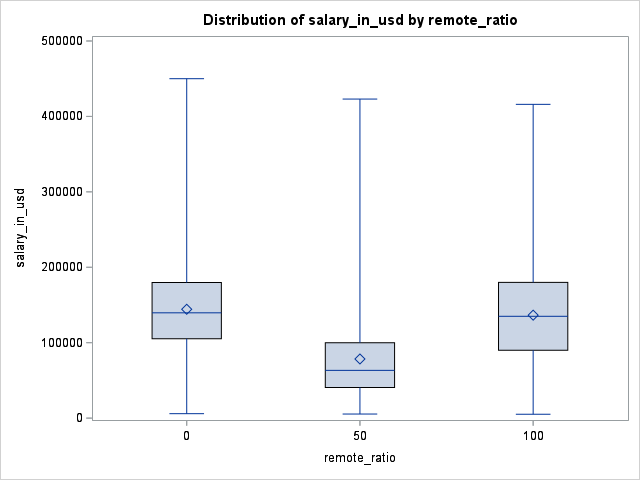 Distribution of salary_in_usd by remote_ratio
500000
400000
300000
200000
100000
0
salary_in_usd
0 50 100
remote_ratio